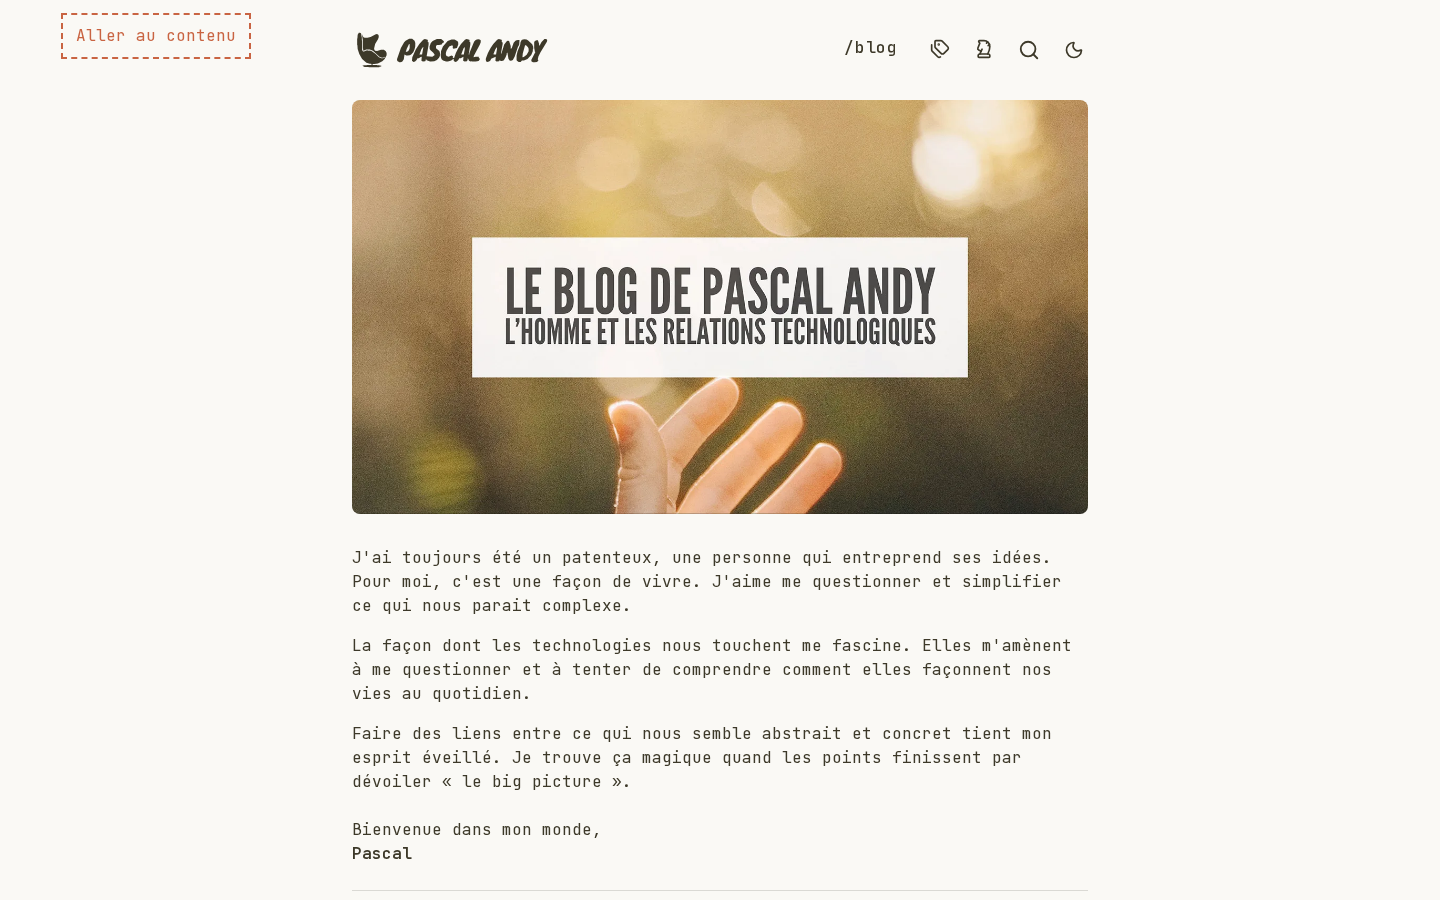 Aller au contenu
PASCAL ANDY
/blog
LE BLOG DE PASCAL ANDY
L'HOMME ET LES RELATIONS TECHNOLOGIQUES
J'ai toujours été un patenteux, une personne qui entreprend ses idées.
Pour moi, c'est une façon de vivre. J'aime me questionner et simplifier
ce qui nous parait complexe.
La façon dont les technologies nous touchent me fascine. Elles m'amènent
à me questionner et à tenter de comprendre comment elles façonnent nos
vies au quotidien.
Faire des liens entre ce qui nous semble abstrait et concret tient mon
esprit éveillé. Je trouve ça magique quand les points finissent par
dévoiler « le big picture ».
Bienvenue dans mon monde,
Pascal